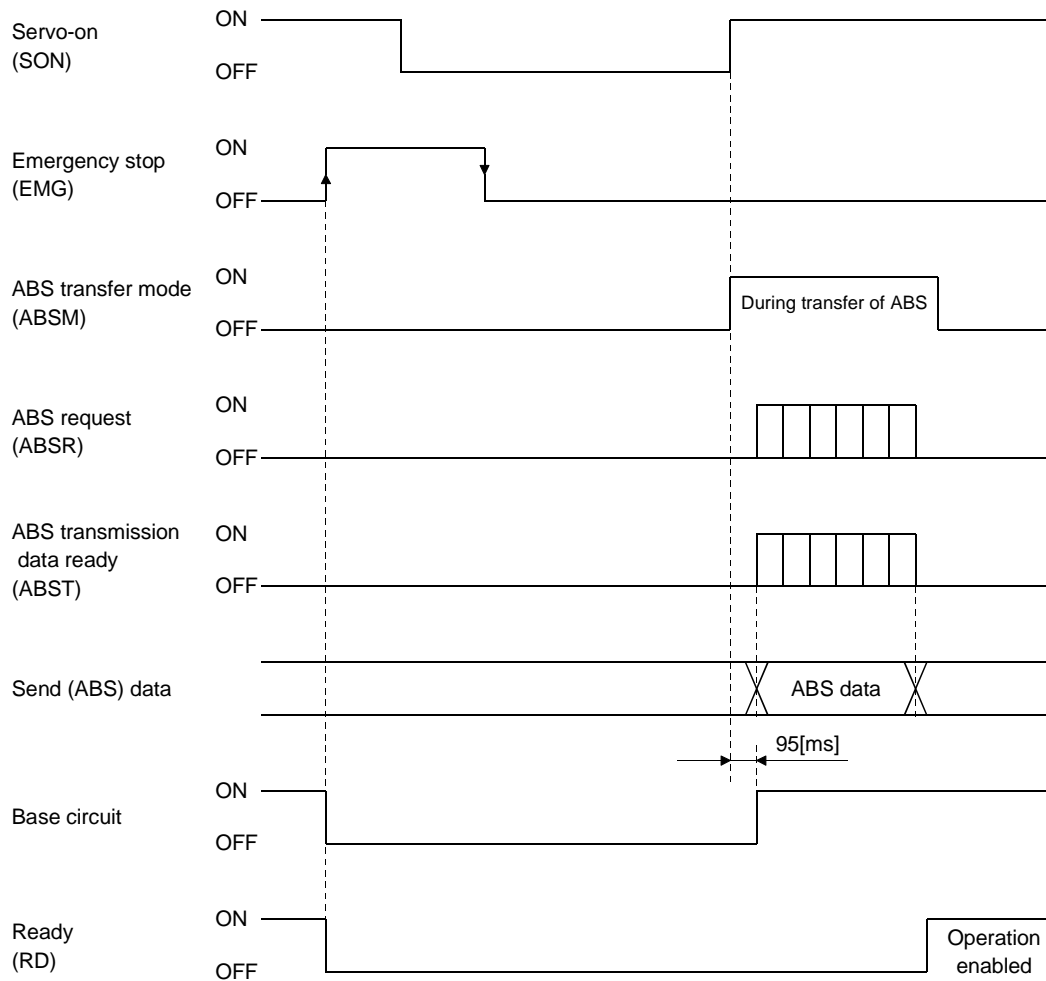 Servo-on
(SON)
ON
OFF
Emergency stop
(EMG)
ON
OFF
ABS transfer mode
(ABSM)
ON
OFF
During transfer of ABS
ABS request
(ABSR)
ON
OFF
ABS transmission
data ready
(ABST)
ON
OFF
Send (ABS) data
ABS data
95[ms]
Base circuit
ON
OFF
Ready
(RD)
ON
OFF
Operation
enabled